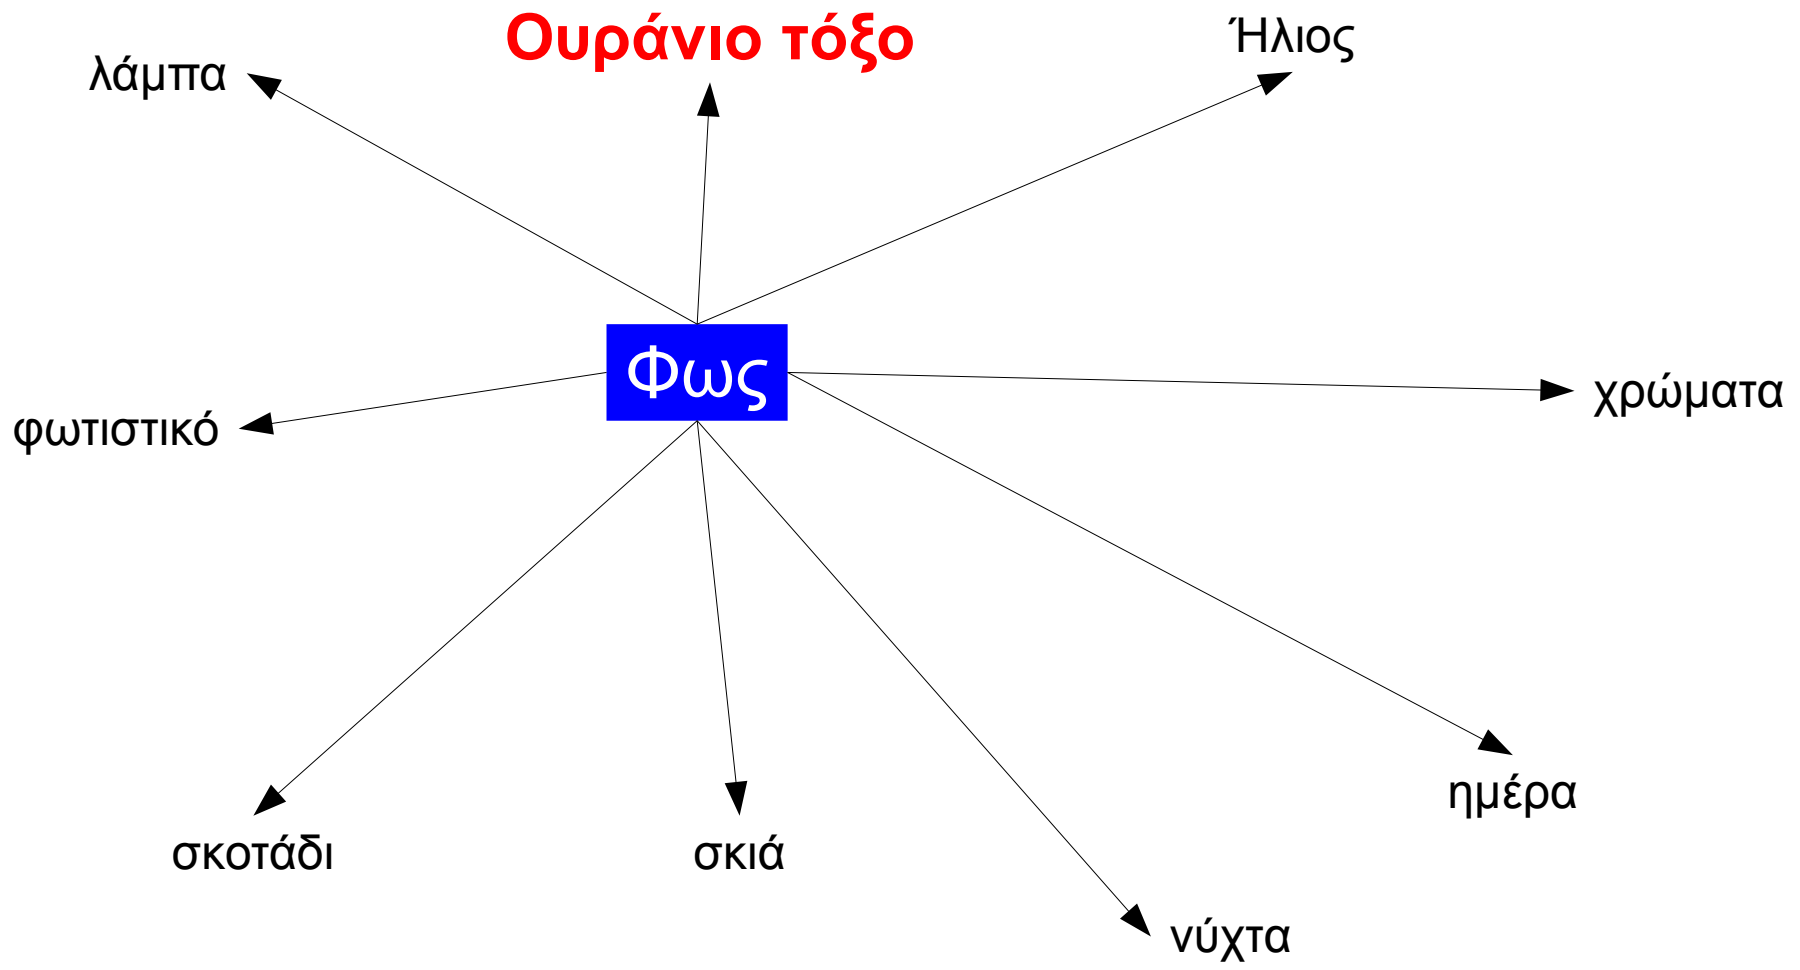 Ουράνιο τόξο
Ήλιος
λάμπα
Φως
χρώματα
φωτιστικό
ημέρα
σκοτάδι
σκιά
νύχτα